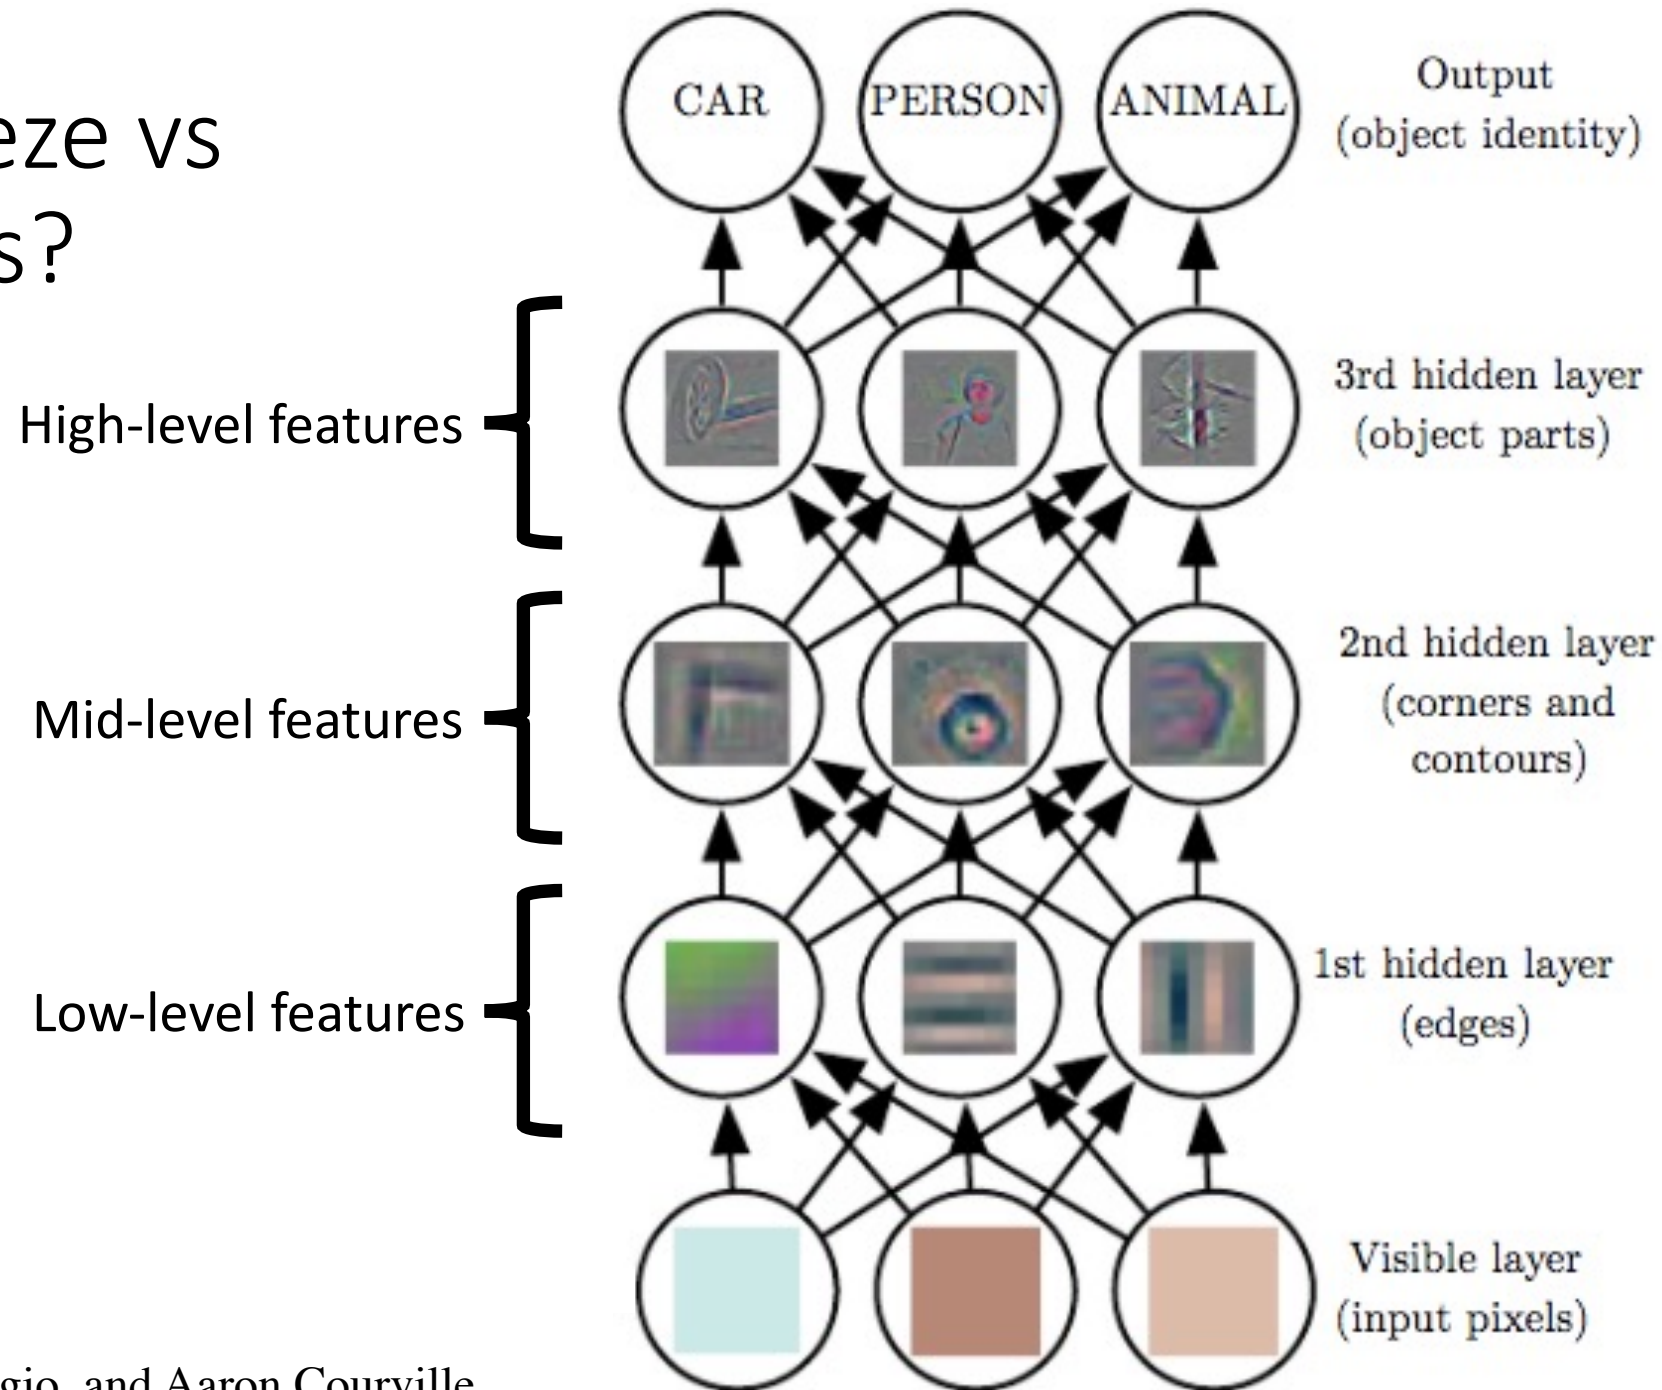 eze vs
s?
CAR PERSON ANIMAL
Output
(object identity)
High-level features
3rd hidden layer
(object parts)
Mid-level features
2nd hidden layer
(corners and
contours)
Low-level features
1st hidden layer
(edges)
Visible layer
(input pixels)
gio, and Aaron Courville